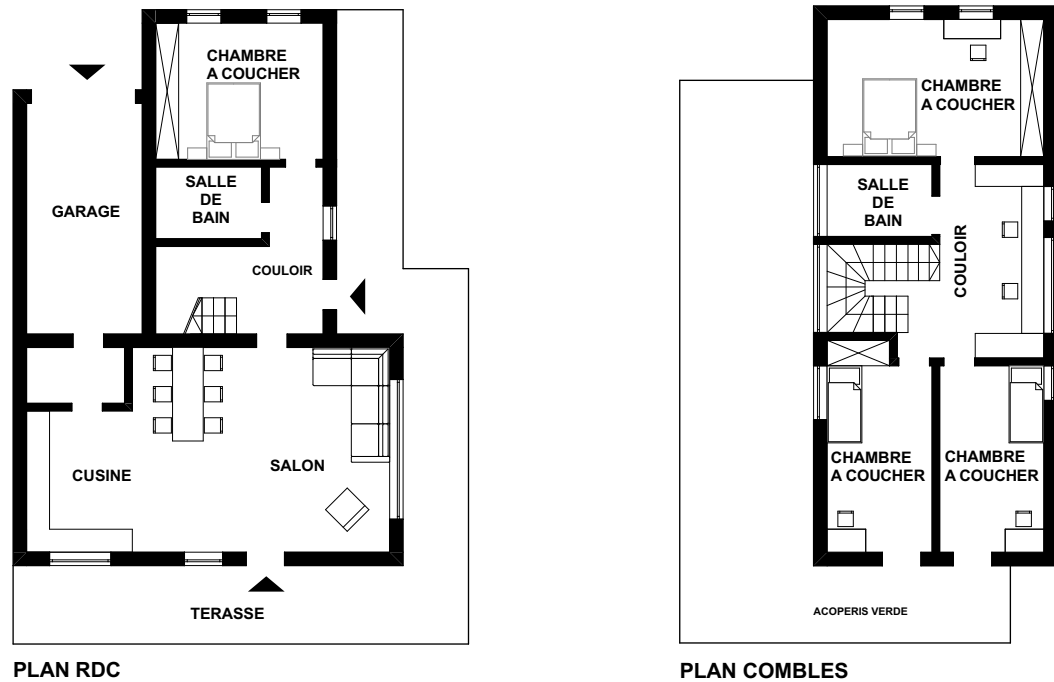 CHAMBRE
A COUCHER
SALLE
DE
BAIN
GARAGE
COULOIR
CUSINE
SALON
TERASSE
PLAN RDC
CHAMBRE
A COUCHER
SALLE
DE
BAIN
COULOIR
CHAMBRE
A COUCHER
CHAMBRE
A COUCHER
ACOPERIS VERDE
PLAN COMBLES